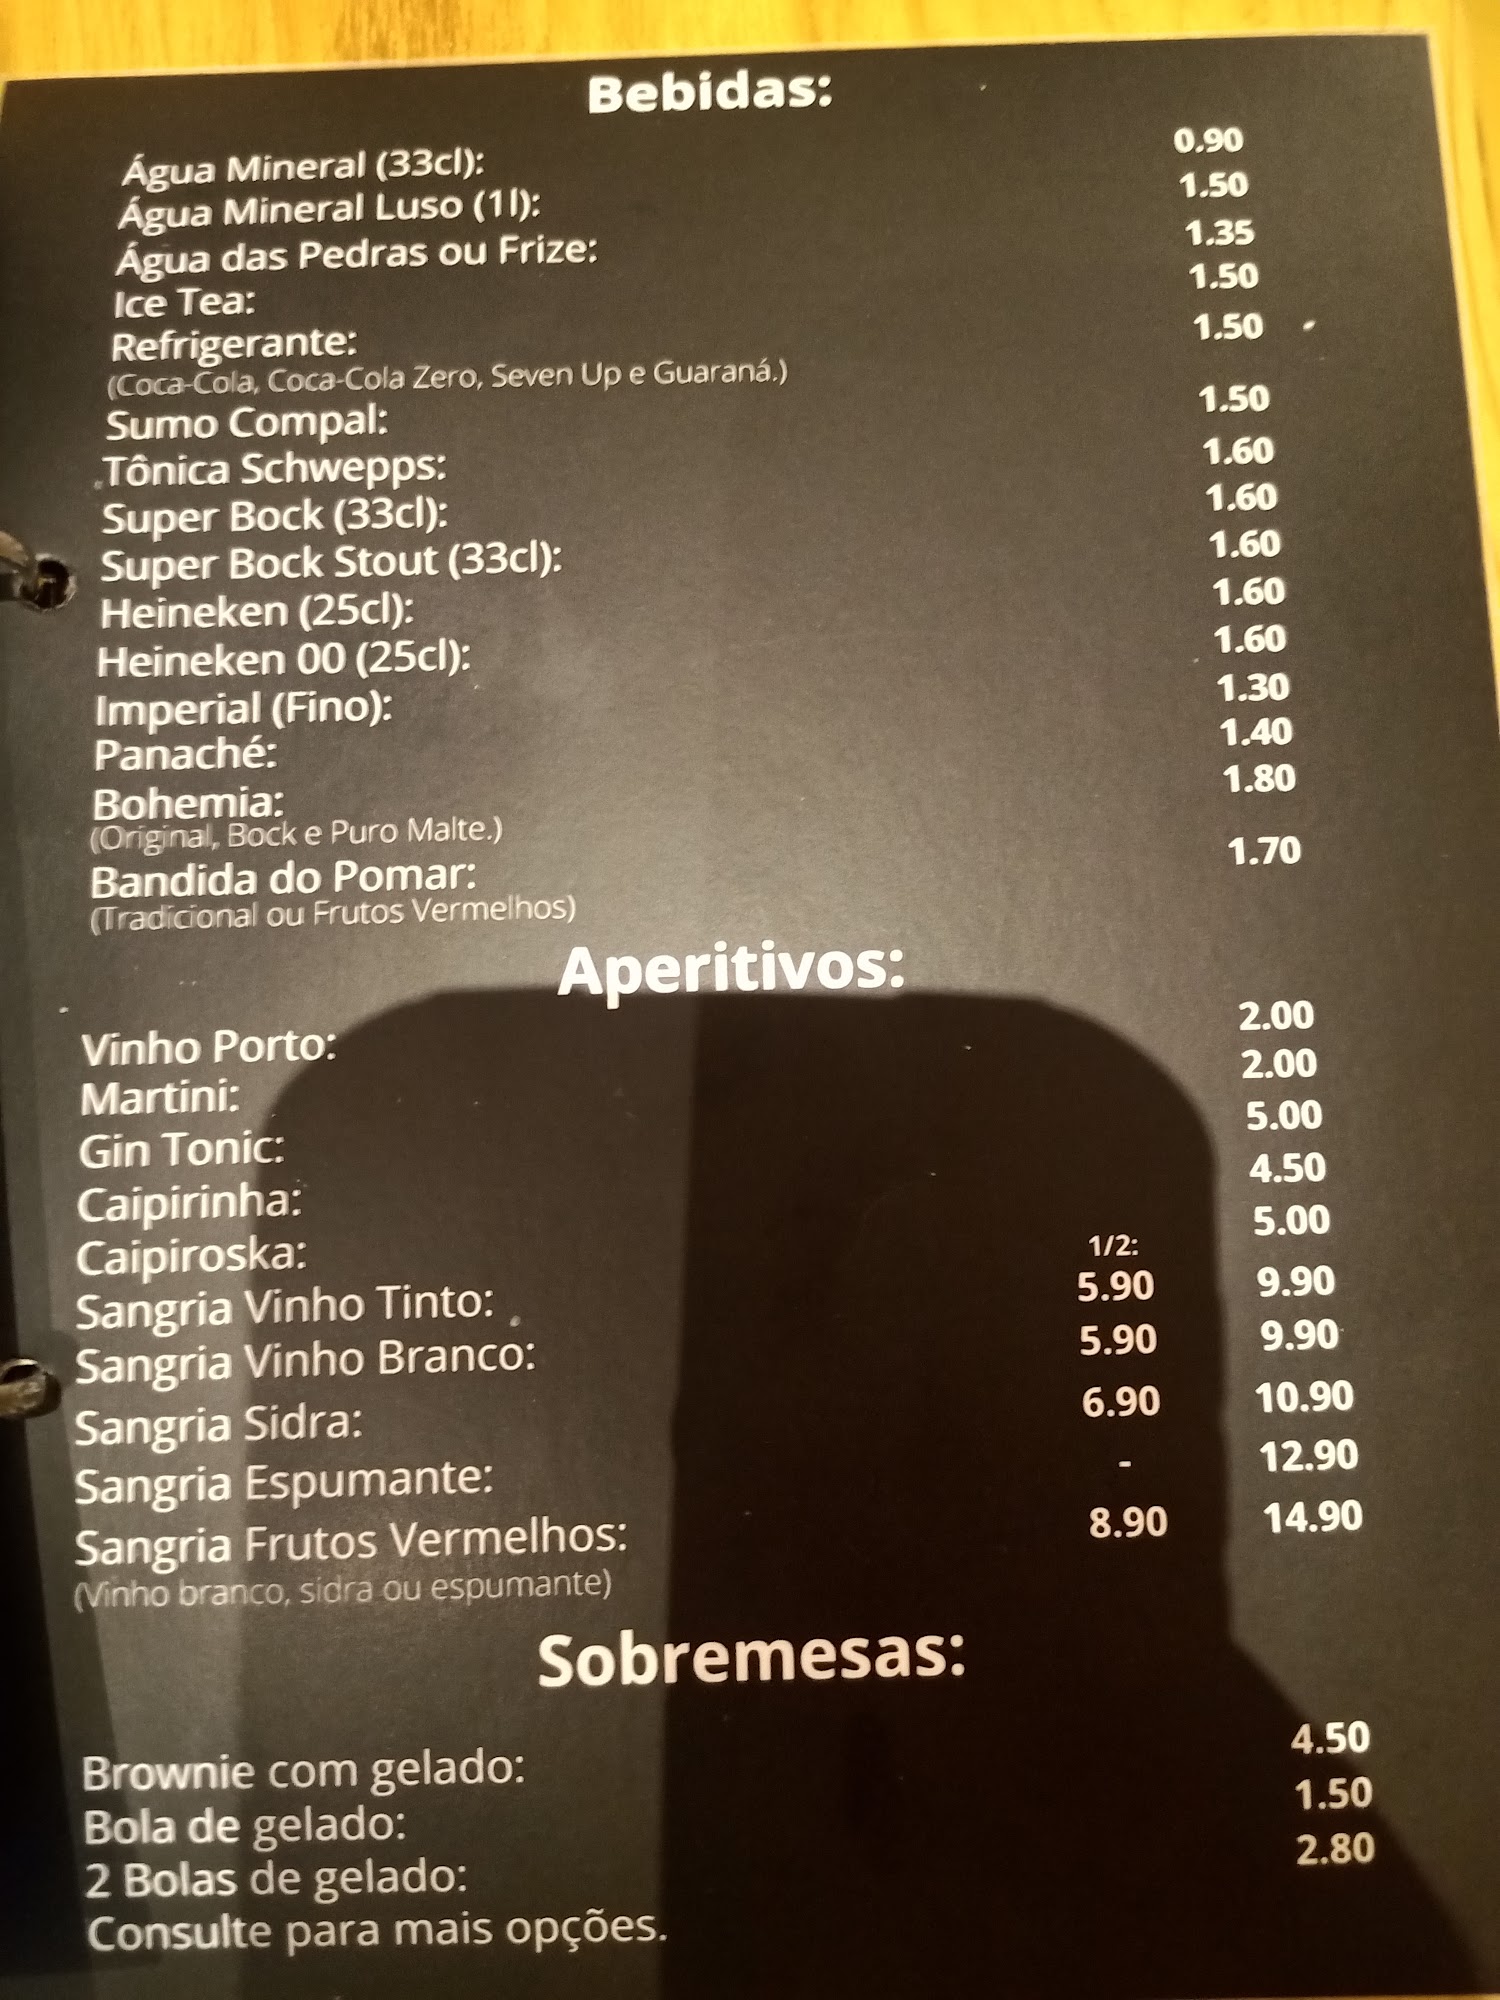 Bebidas:
Água Mineral (33cl): 0.90
Água Mineral Luso (1l): 1.50
Água das Pedras ou Frize: 1.35
Ice Tea: 1.50
Refrigerante: 1.50
(Coca-Cola, Coca-Cola Zero, Seven Up e Guaraná.)
Sumo Compal: 1.50
Tônica Schwepps: 1.60
Super Bock (33cl): 1.60
Super Bock Stout (33cl): 1.60
Heineken (25cl): 1.60
Heineken 00 (25cl): 1.60
Imperial (Fino): 1.30
Panaché: 1.40
Bohemia: 1.80
(Original, Bock e Puro Malte.)
Bandida do Pomar: 1.70
(Tradicional ou Frutos Vermelhos)
Aperitivos:
Vinho Porto: 2.00
Martini: 2.00
Gin Tonic: 5.00
Caipirinha: 4.50
Caipiroska: 5.00
1/2:
Sangria Vinho Tinto: 5.90 9.90
Sangria Vinho Branco: 5.90 9.90
Sangria Sidra: 6.90 10.90
Sangria Espumante: - 12.90
Sangria Frutos Vermelhos: 8.90 14.90
(Vinho branco, sidra ou espumante)
Sobremesas:
Brownie com gelado: 4.50
Bola de gelado: 1.50
2 Bolas de gelado: 2.80
Consulte para mais opções.